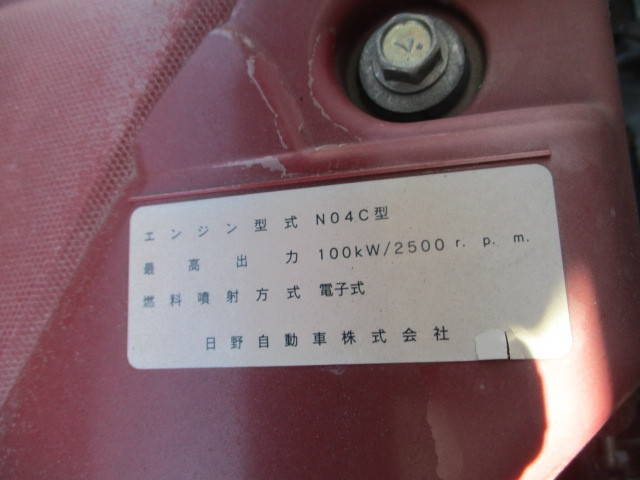 エンジン型式 N04C型
最高出力 100kW/2500 r. p. m.
燃料噴射方式 電子式
日野自動車株式会社